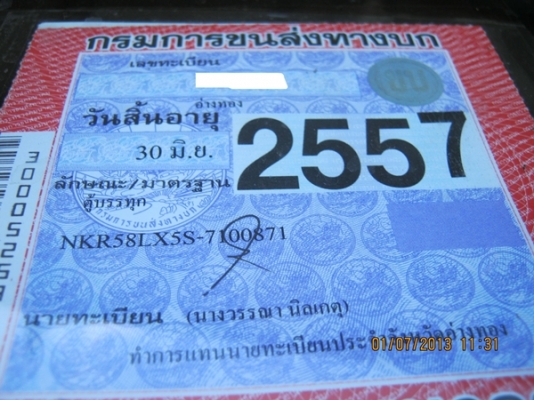 กรมการขนส่งทางบก
เลขทะเบียน
อ่างทอง
วันสิ้นอายุ
2557
30 มิ.ย.
ลักษณะ/มาตรฐาน
ตู้บรรทุก
NKR58LX5S-7100871
นายทะเบียน (นางวรรณา นิลเกตุ)
ทำการแทนนายทะเบียนประจำจังหวัดอ่างทอง
01/07/2013 11:31